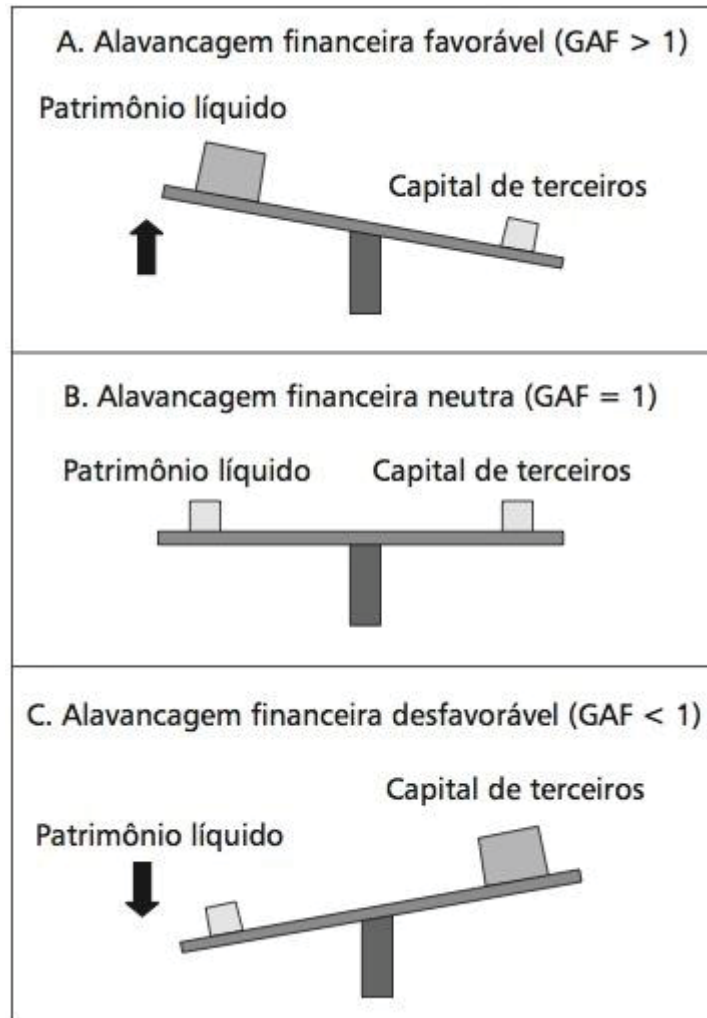 A. Alavancagem financeira favorável (GAF > 1)
Patrimônio líquido
Capital de terceiros
B. Alavancagem financeira neutra (GAF = 1)
Patrimônio líquido
Capital de terceiros
C. Alavancagem financeira desfavorável (GAF < 1)
Capital de terceiros
Patrimônio líquido